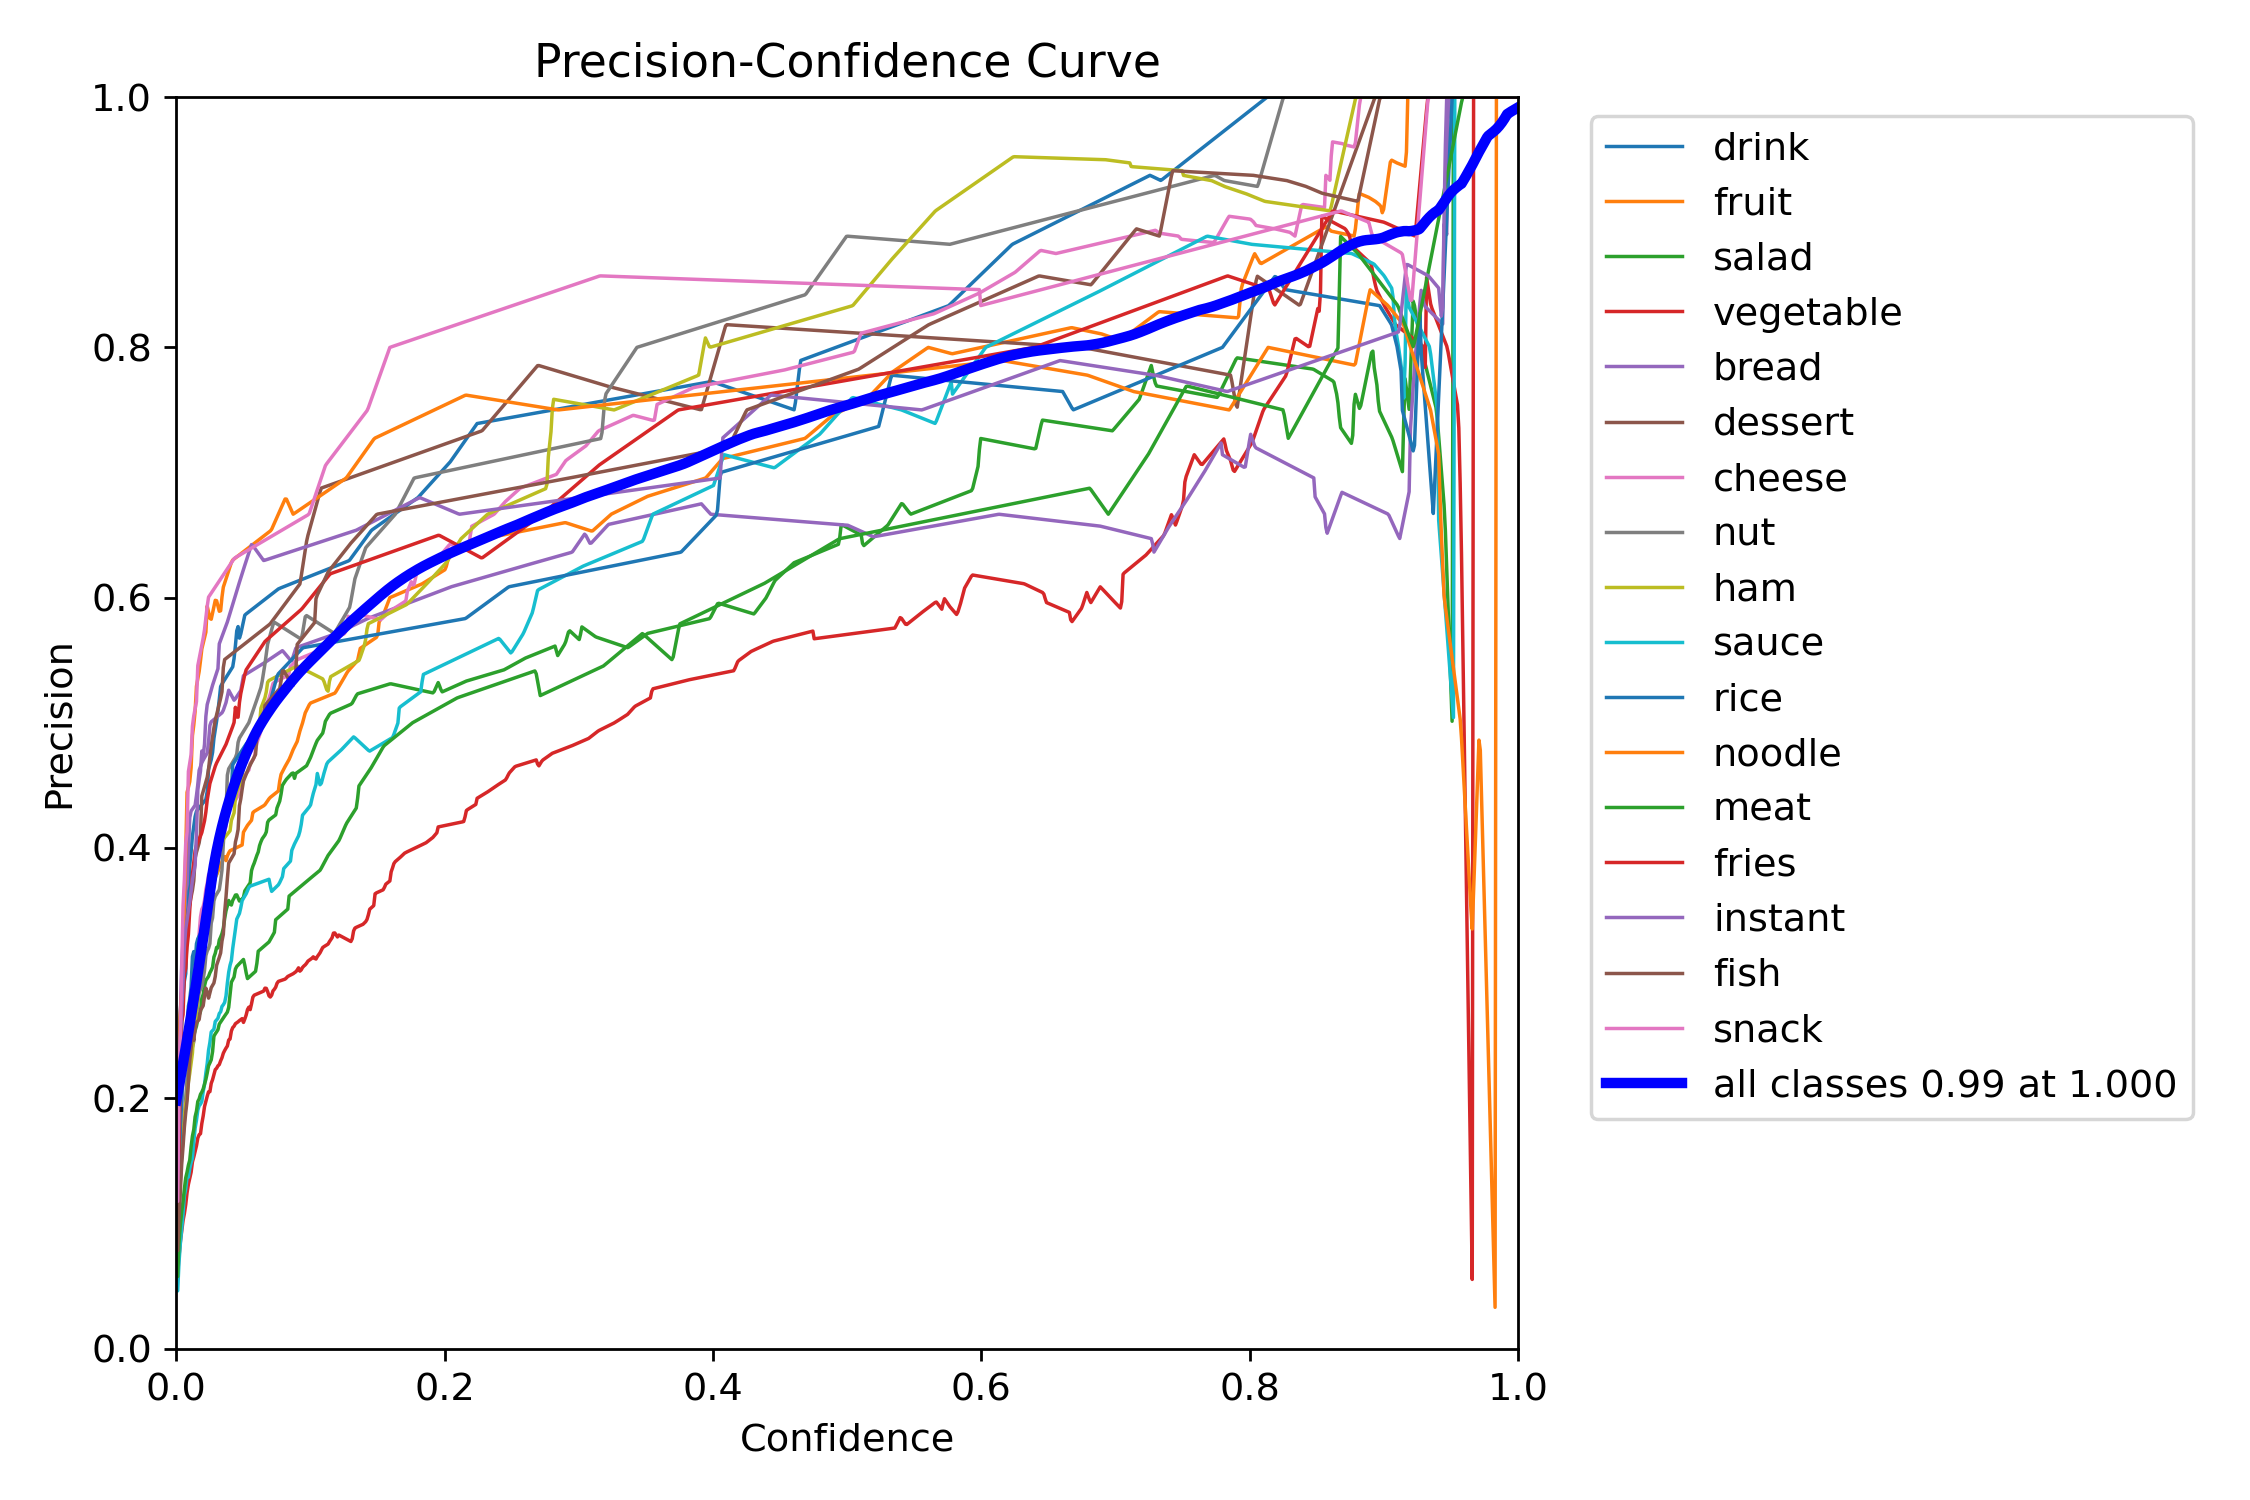 Precision-Confidence Curve
1.0
0.8
0.6
0.4
0.2
0.0
Precision
0.0 0.2 0.4 0.6 0.8 1.0
Confidence
drink
fruit
salad
vegetable
bread
dessert
cheese
nut
ham
sauce
rice
noodle
meat
fries
instant
fish
snack
all classes 0.99 at 1.000